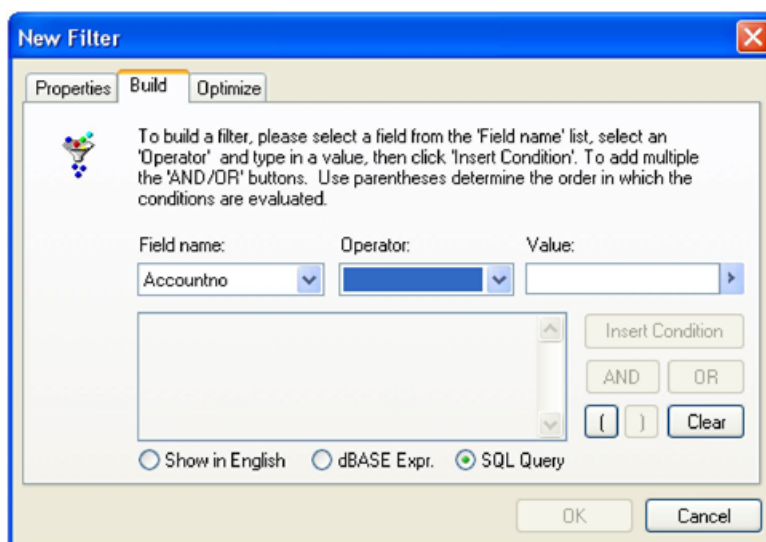 New Filter
Properties Build Optimize
To build a filter, please select a field from the 'Field name' list, select an
'Operator' and type in a value, then click 'Insert Condition'. To add multiple
the 'AND/OR' buttons. Use parentheses determine the order in which the
conditions are evaluated.
Field name: Operator: Value:
Accountno
Insert Condition
AND OR
( ) Clear
Show in English dBASE Expr. SQL Query
OK Cancel